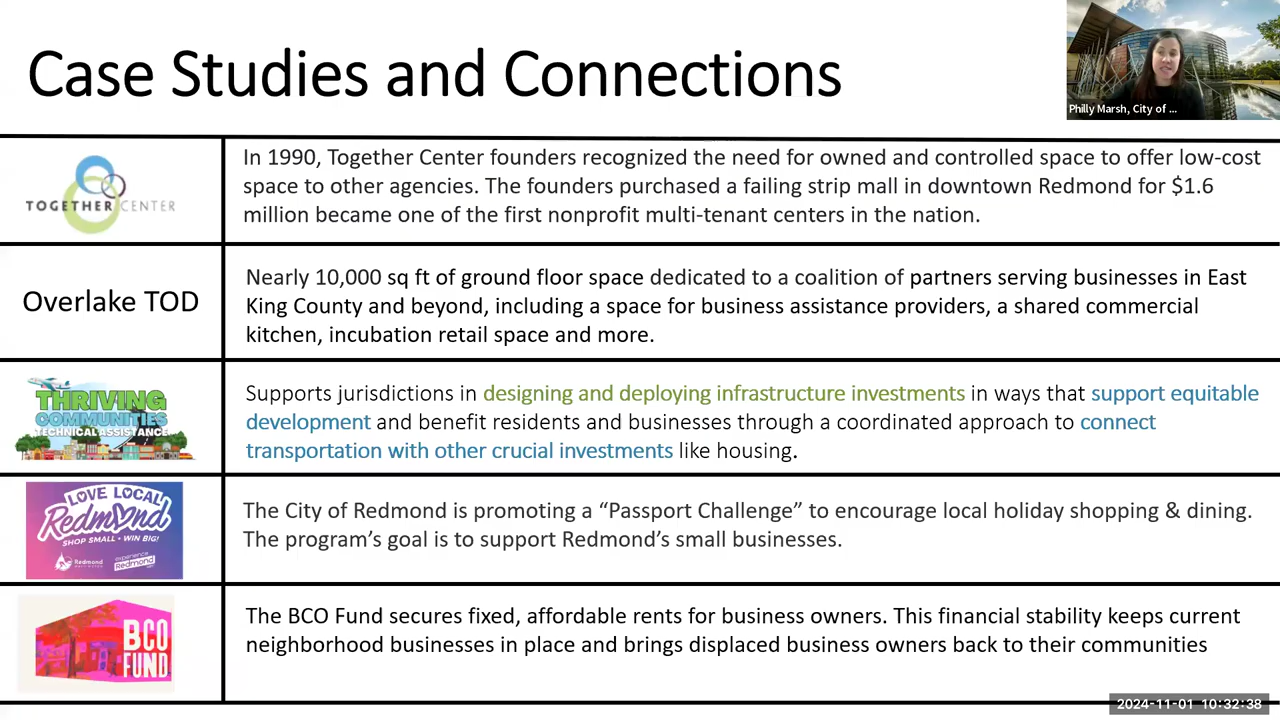 Case Studies and Connections
Philly Marsh, City of ...
TOGETHER CENTER
In 1990, Together Center founders recognized the need for owned and controlled space to offer low-cost
space to other agencies. The founders purchased a failing strip mall in downtown Redmond for $1.6
million became one of the first nonprofit multi-tenant centers in the nation.
Overlake TOD
Nearly 10,000 sq ft of ground floor space dedicated to a coalition of partners serving businesses in East
King County and beyond, including a space for business assistance providers, a shared commercial
kitchen, incubation retail space and more.
THRIVING
COMMUNITIES
TECHNICAL ASSISTANCE
Supports jurisdictions in designing and deploying infrastructure investments in ways that support equitable
development and benefit residents and businesses through a coordinated approach to connect
transportation with other crucial investments like housing.
LOVE LOCAL
Redmond
SHOP SMALL • WIN BIG!
Redmond
experience
Redmond
The City of Redmond is promoting a “Passport Challenge” to encourage local holiday shopping & dining.
The program’s goal is to support Redmond’s small businesses.
BCO
FUND
The BCO Fund secures fixed, affordable rents for business owners. This financial stability keeps current
neighborhood businesses in place and brings displaced business owners back to their communities
2024-11-01 10:32:38